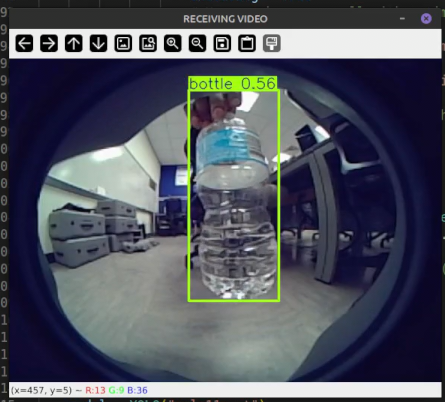 RECEIVING VIDEO
bottle 0.56
(x=457, y=5) ~ R:13 G:9 B:36